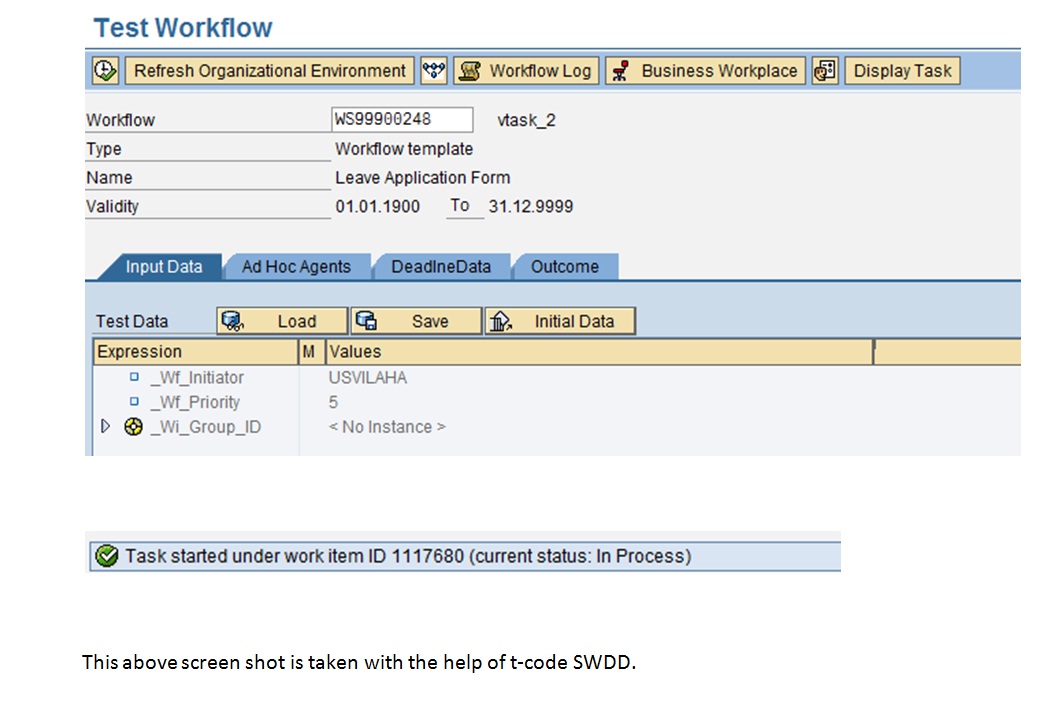 Test Workflow
Refresh Organizational Environment Workflow Log Business Workplace Display Task
Workflow WS99900248 vtask_2
Type Workflow template
Name Leave Application Form
Validity 01.01.1900 To 31.12.9999
Input Data Ad Hoc Agents DeadlneData Outcome
Test Data Load Save Initial Data
Expression M Values
_Wf_Initiator USVILAHA
_Wf_Priority 5
_Wi_Group_ID < No Instance >
Task started under work item ID 1117680 (current status: In Process)
This above screen shot is taken with the help of t-code SWDD.